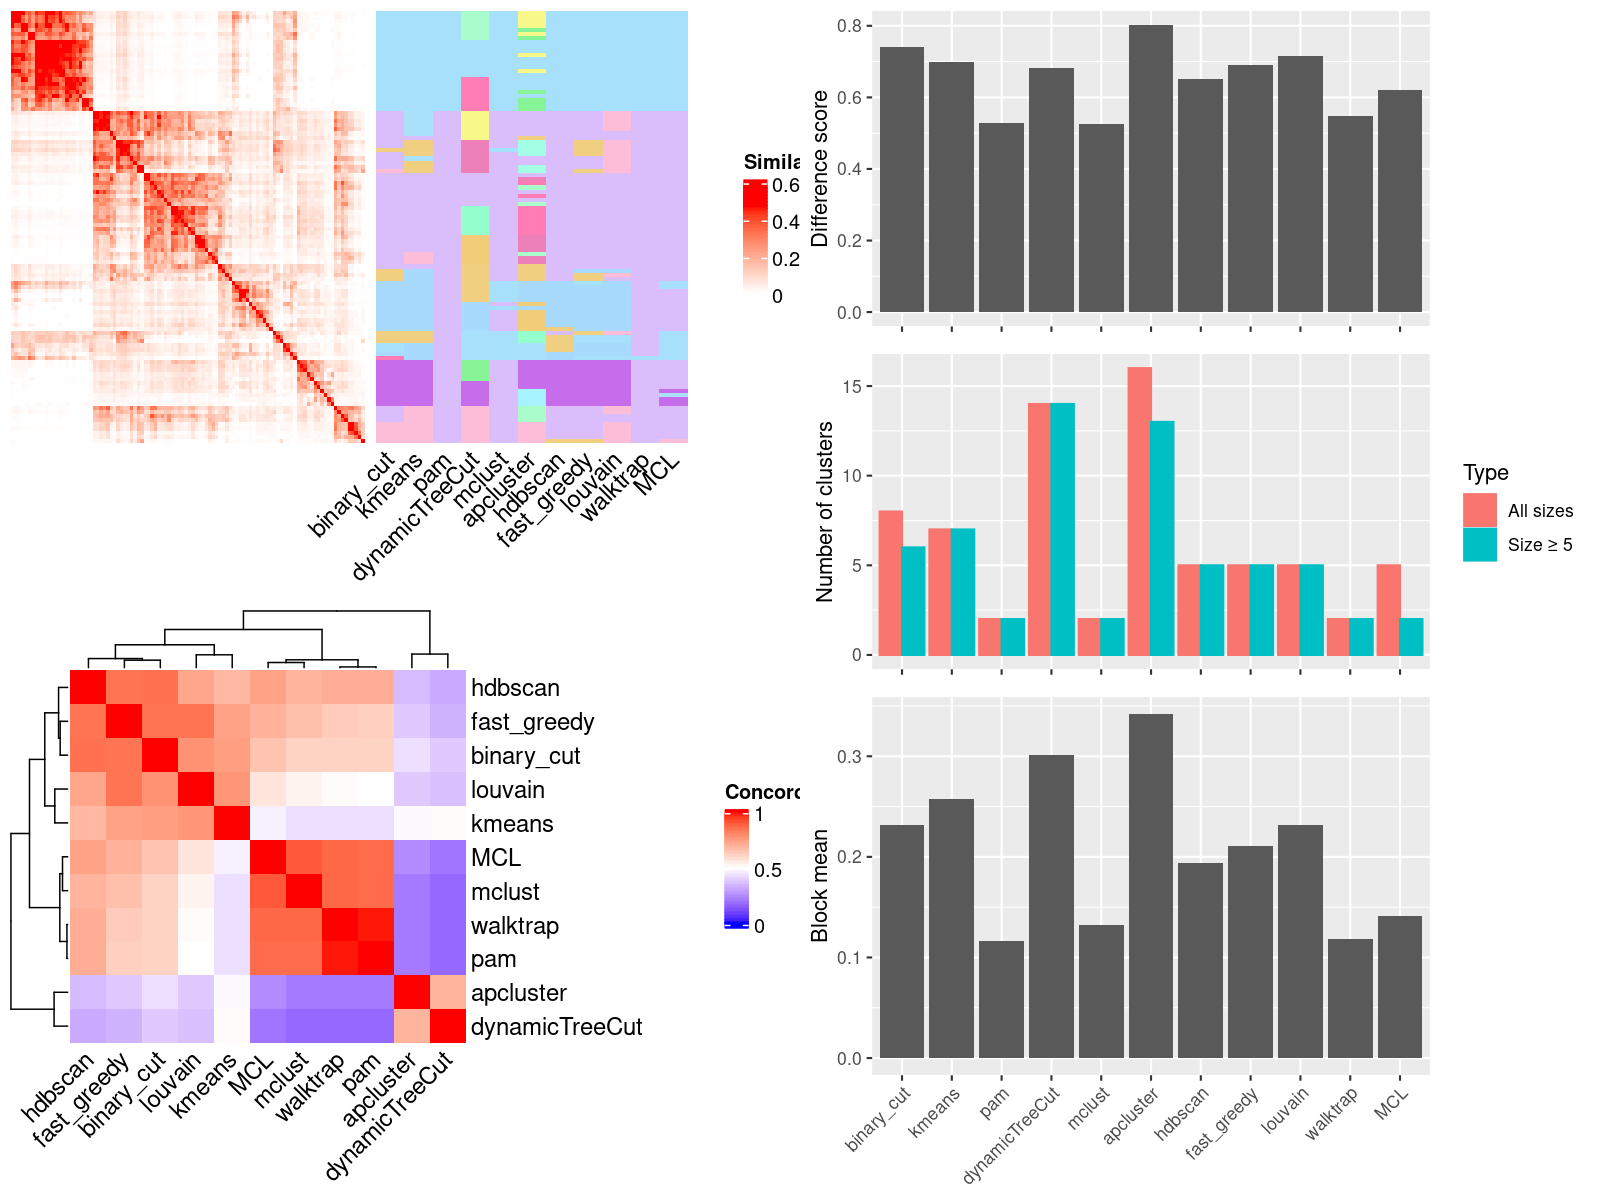 Simila
0.6
0.4
0.2
0
binary_cut
kmeans
pam
dynamicTreeCut
mclust
apcluster
hdbscan
fast_greedy
louvain
walktrap
MCL
Difference score
0.8
0.6
0.4
0.2
0.0
Number of clusters
15
10
5
0
Type
All sizes
Size ≥ 5
hdbscan
fast_greedy
binary_cut
louvain
kmeans
MCL
mclust
walktrap
pam
apcluster
dynamicTreeCut
hdbscan
fast_greedy
binary_cut
louvain
kmeans
MCL
mclust
walktrap
pam
apcluster
dynamicTreeCut
Concorc
1
0.5
0
Block mean
0.3
0.2
0.1
0.0
binary_cut
kmeans
pam
dynamicTreeCut
mclust
apcluster
hdbscan
fast_greedy
louvain
walktrap
MCL